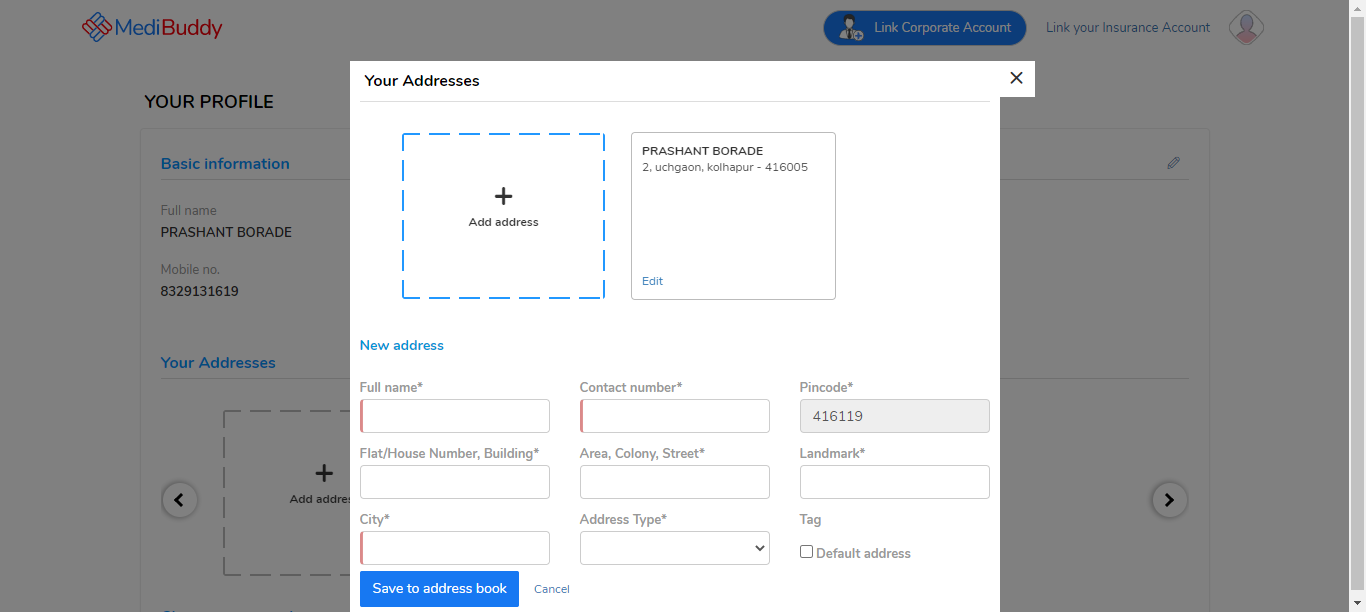 MediBuddy
Link Corporate Account
Link your Insurance Account
Your Addresses
YOUR PROFILE
PRASHANT BORADE
2, uchgaon, kolhapur - 416005
Basic information
Add address
Full name
PRASHANT BORADE
Mobile no.
Edit
8329131619
New address
Your Addresses
Full name*
Contact number*
Pincode*
416119
Flat/House Number, Building*
Area, Colony, Street*
Landmark*
Add addres
City*
Address Type*
Tag
Default address
Save to address book
Cancel